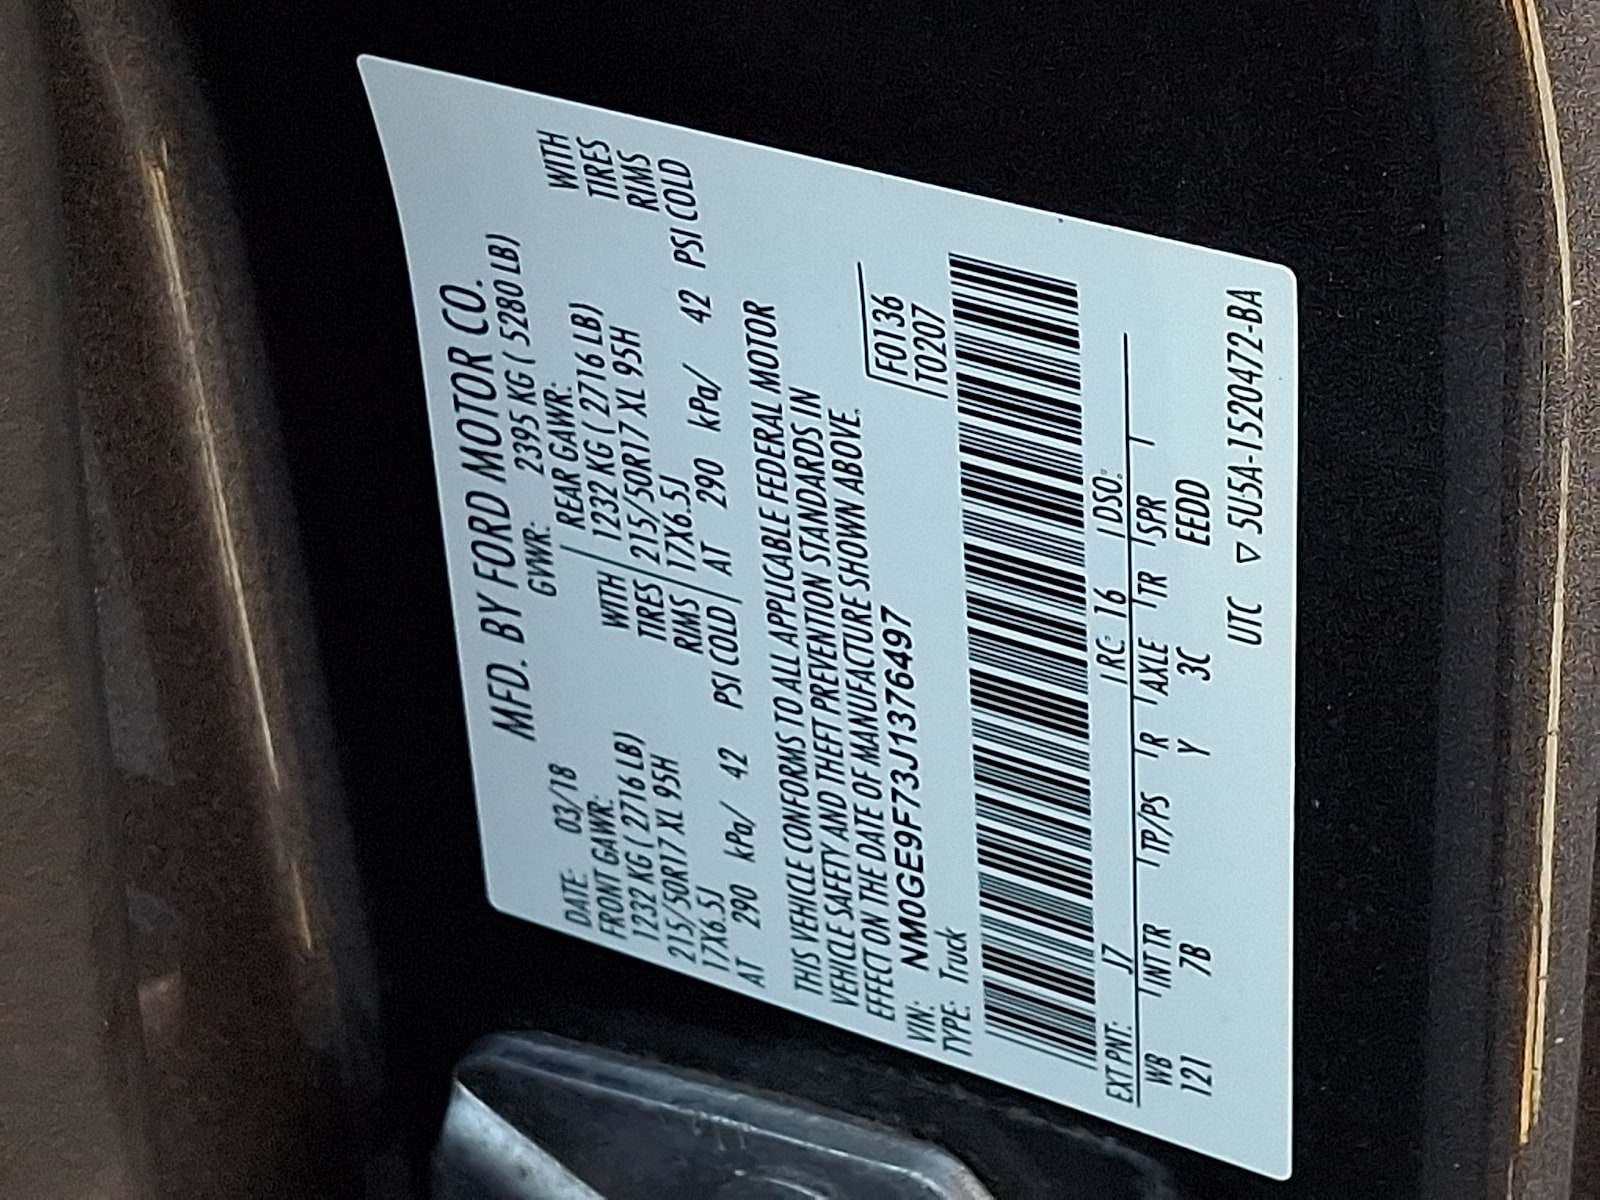 MFD. BY FORD MOTOR CO.
DATE: 03/18 GVWR: 2395 KG ( 5280 LB)
FRONT GAWR: REAR GAWR:
1232 KG ( 2716 LB) WITH 1232 KG ( 2716 LB) WITH
215/50R17 XL 95H TIRES 215/50R17 XL 95H TIRES
17X6.5J RIMS 17X6.5J RIMS
AT 290 kPa/ 42 PSI COLD AT 290 kPa/ 42 PSI COLD
THIS VEHICLE CONFORMS TO ALL APPLICABLE FEDERAL MOTOR
VEHICLE SAFETY AND THEFT PREVENTION STANDARDS IN
EFFECT ON THE DATE OF MANUFACTURE SHOWN ABOVE.
VIN: NM0GE9F73J1376497 F0136
TYPE: Truck T0207
EXT PNT: J7 RC: 16 DSO:
WB INT TR TP/PS R AXLE TR SPR
121 7B Y 3C EEDD
UTC ▽ 5U5A-1520472-BA